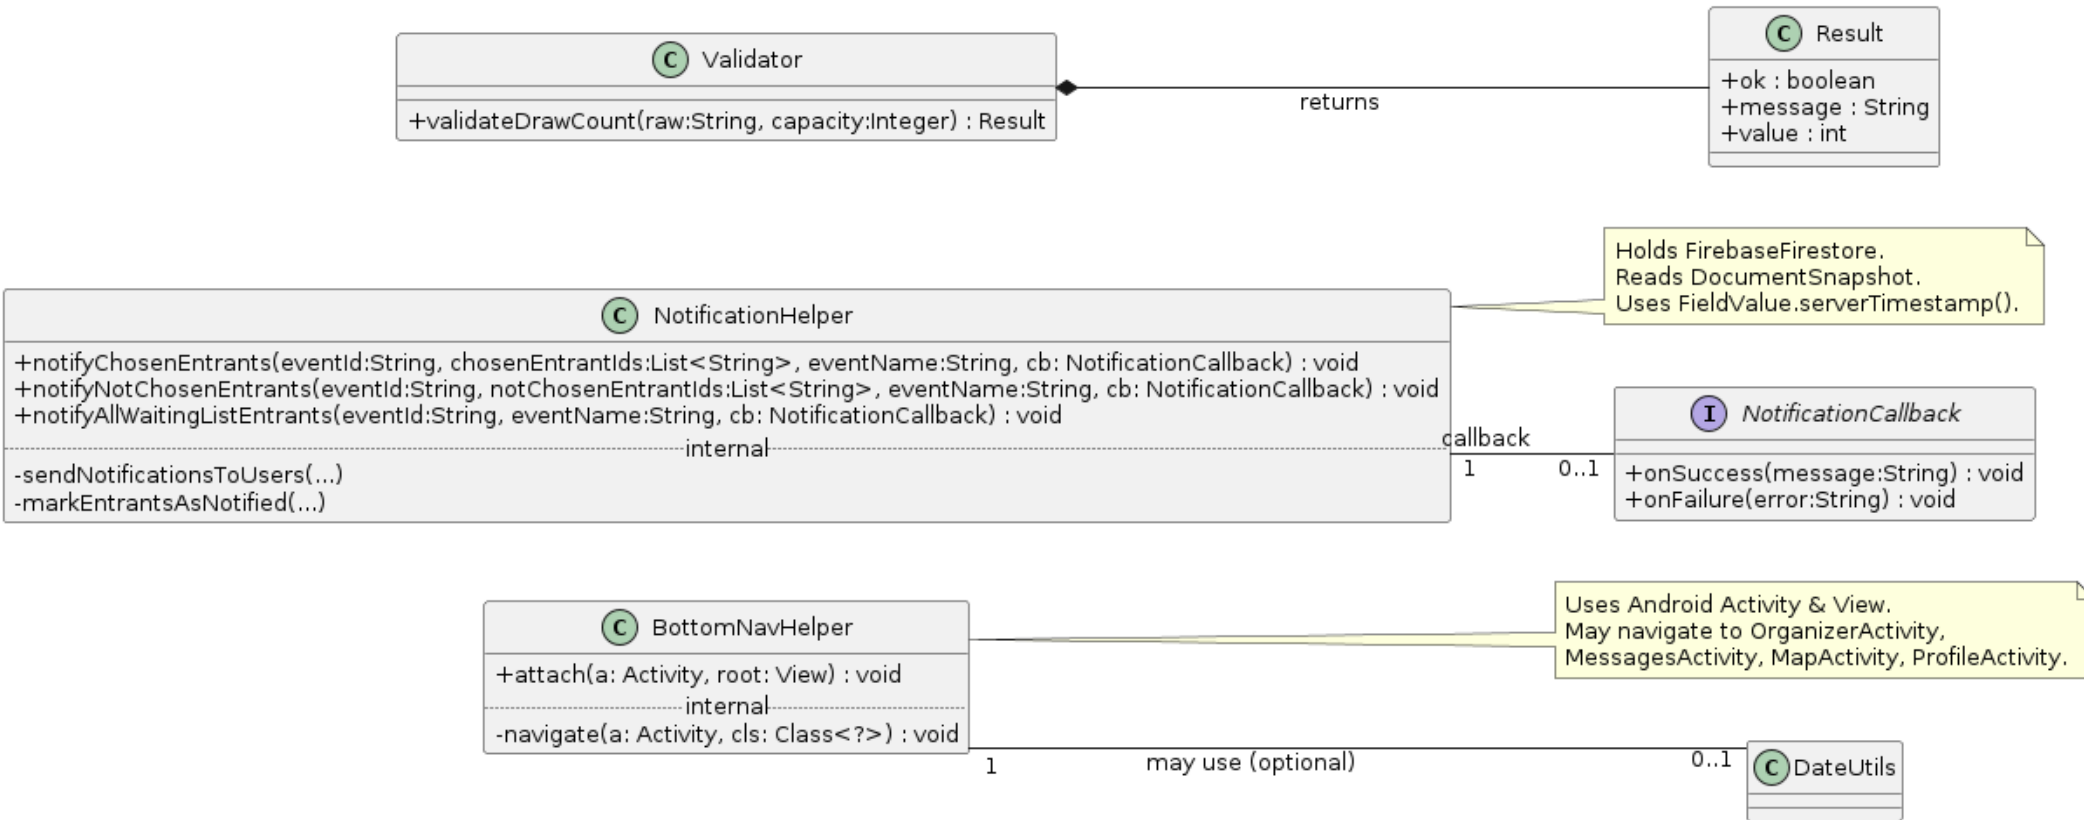 C Validator
+validateDrawCount(raw:String, capacity:Integer) : Result
returns
C Result
+ok : boolean
+message : String
+value : int
C NotificationHelper
+notifyChosenEntrants(eventId:String, chosenEntrantIds:List<String>, eventName:String, cb: NotificationCallback) : void
+notifyNotChosenEntrants(eventId:String, notChosenEntrantIds:List<String>, eventName:String, cb: NotificationCallback) : void
+notifyAllWaitingListEntrants(eventId:String, eventName:String, cb: NotificationCallback) : void
internal
-sendNotificationsToUsers(...)
-markEntrantsAsNotified(...)
Holds FirebaseFirestore.
Reads DocumentSnapshot.
Uses FieldValue.serverTimestamp().
callback
1 0..1
I NotificationCallback
+onSuccess(message:String) : void
+onFailure(error:String) : void
C BottomNavHelper
+attach(a: Activity, root: View) : void
internal
-navigate(a: Activity, cls: Class<?>) : void
Uses Android Activity & View.
May navigate to OrganizerActivity,
MessagesActivity, MapActivity, ProfileActivity.
1 may use (optional) 0..1
C DateUtils